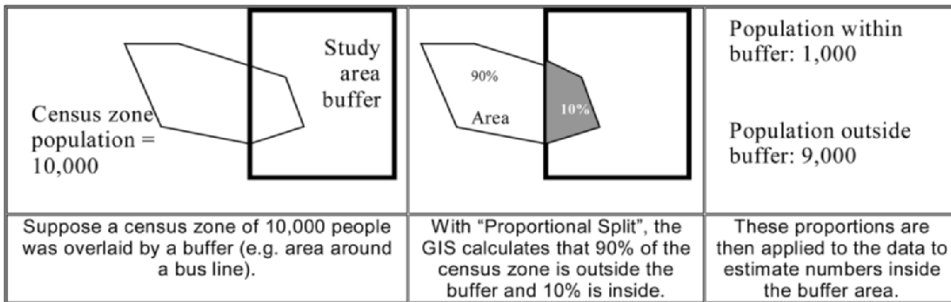 Census zone
population =
10,000
Study
area
buffer
90%
Area
10%
Population within
buffer: 1,000
Population outside
buffer: 9,000
Suppose a census zone of 10,000 people
was overlaid by a buffer (e.g. area around
a bus line).
With “Proportional Split”, the
GIS calculates that 90% of the
census zone is outside the
buffer and 10% is inside.
These proportions are
then applied to the data to
estimate numbers inside
the buffer area.